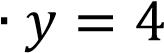 · y = 4